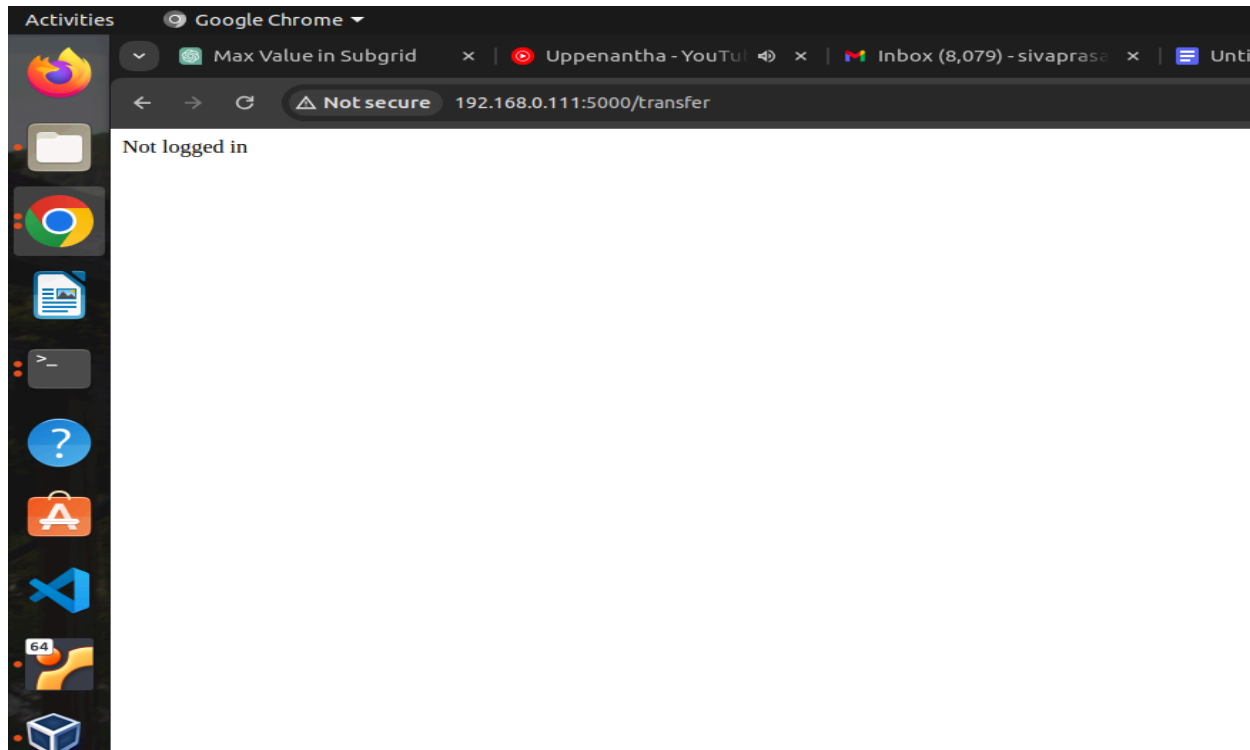 Activities Google Chrome
Max Value in Subgrid Uppenantha - YouTu Inbox (8,079) - sivaprasa Unti
Not secure 192.168.0.111:5000/transfer
Not logged in
>_
?
64